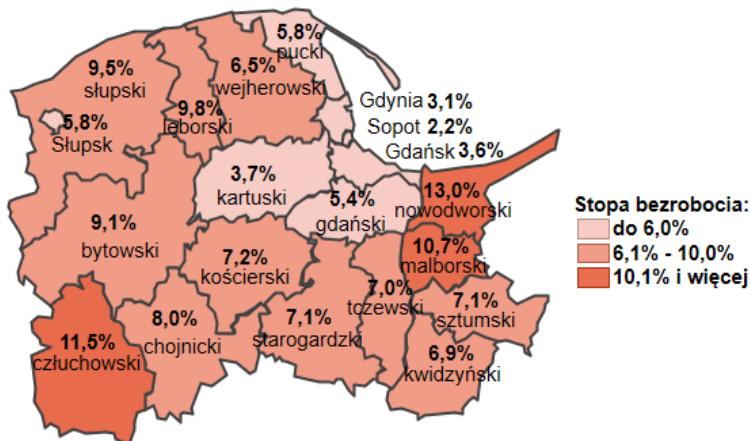 5,8%
pucki
9,5%
słupski
6,5%
wejherowski
9,8%
lęborski
Gdynia 3,1%
Sopot 2,2%
Gdańsk 3,6%
5,8%
Słupsk
3,7%
kartuski
5,4%
gdański
13,0%
nowodworski
Stopa bezrobocia:
do 6,0%
6,1% - 10,0%
10,1% i więcej
9,1%
bytowski
7,2%
kościerski
10,7%
malborski
7,0%
tczewski
7,1%
sztumski
11,5%
człuchowski
8,0%
chojnicki
7,1%
starogardzki
6,9%
kwidzyński